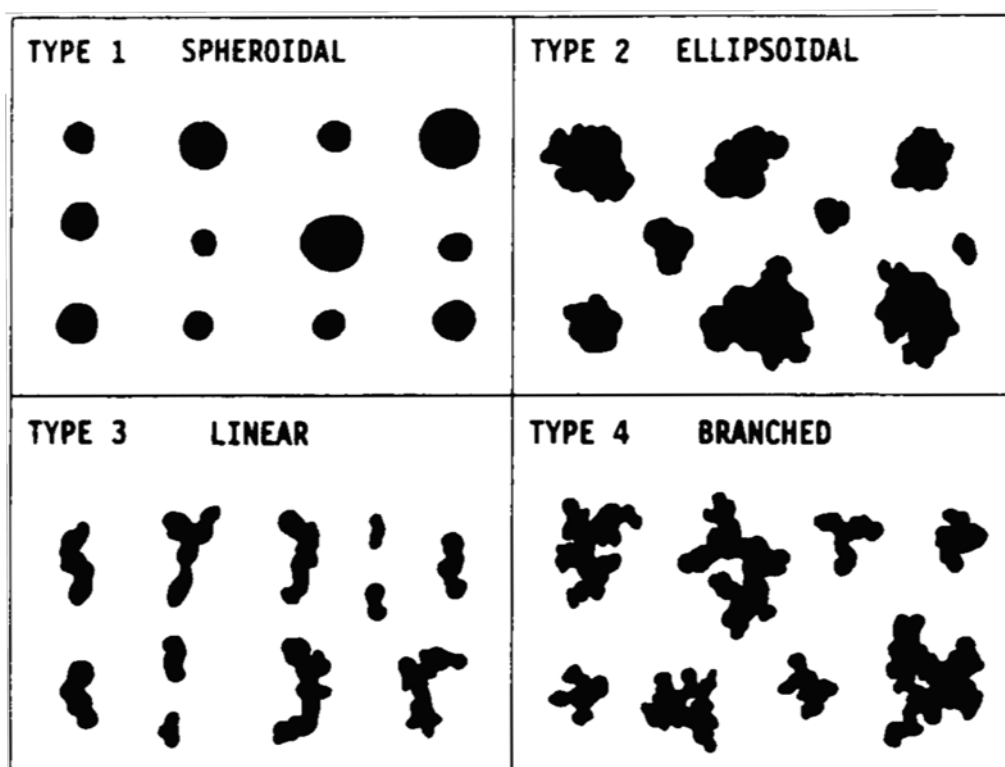 TYPE 1 SPHEROIDAL
TYPE 2 ELLIPSOIDAL
TYPE 3 LINEAR
TYPE 4 BRANCHED